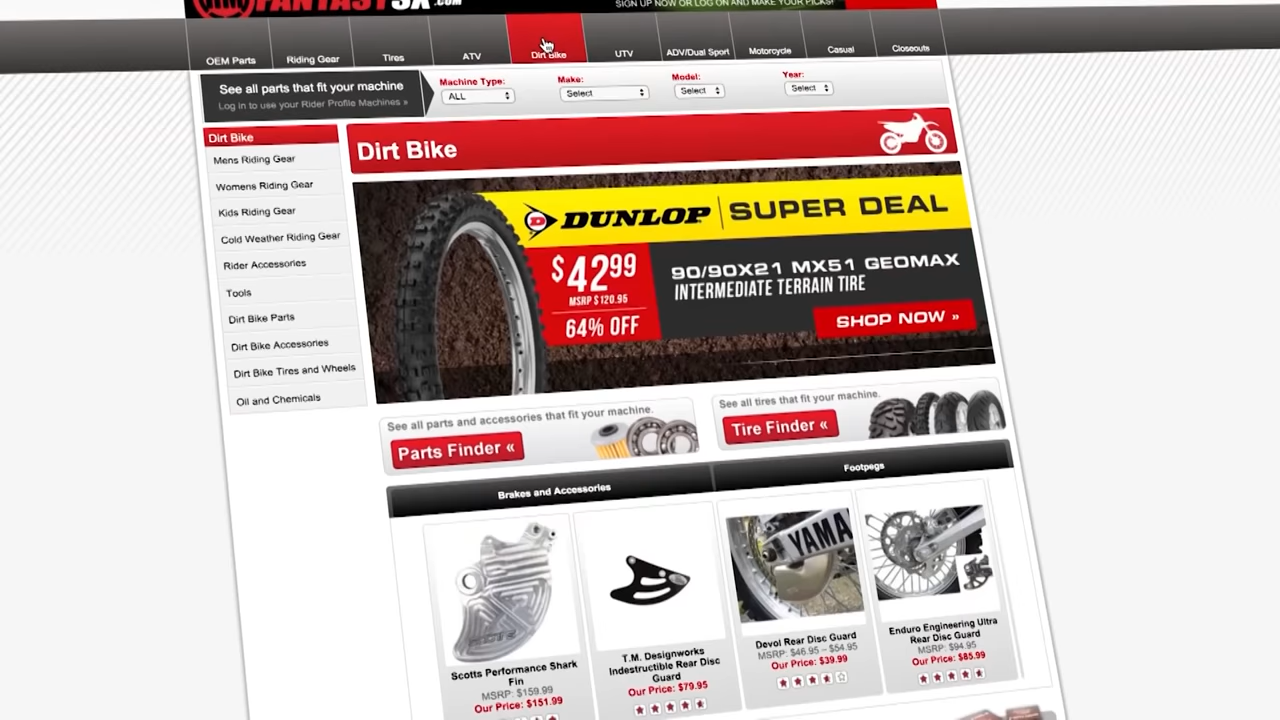 FANTASYSX.COM
SIGN UP NOW OR LOG ON AND MAKE YOUR PICKS!
OEM Parts
Riding Gear
Tires
ATV
Dirt Bike
UTV
ADV/Dual Sport
Motorcycle
Casual
Closeouts
See all parts that fit your machine
Log in to use your Rider Profile Machines »
Machine Type:
ALL
Make:
Select
Model:
Select
Year:
Select
Dirt Bike
Mens Riding Gear
Womens Riding Gear
Kids Riding Gear
Cold Weather Riding Gear
Rider Accessories
Tools
Dirt Bike Parts
Dirt Bike Accessories
Dirt Bike Tires and Wheels
Oil and Chemicals
Dirt Bike
D DUNLOP SUPER DEAL
$4299
MSRP $120.95
64% OFF
90/90X21 MX51 GEOMAX
INTERMEDIATE TERRAIN TIRE
SHOP NOW »
See all parts and accessories that fit your machine.
Parts Finder «
See all tires that fit your machine.
Tire Finder «
Brakes and Accessories
Footpegs
Scotts Performance Shark
Fin
MSRP: $159.99
Our Price: $151.99
T.M. Designworks
Indestructible Rear Disc
Guard
Our Price: $79.95
YAMA
Devol Rear Disc Guard
MSRP: $46.95 – $54.95
Our Price: $39.99
Enduro Engineering Ultra
Rear Disc Guard
MSRP: $94.95
Our Price: $85.99